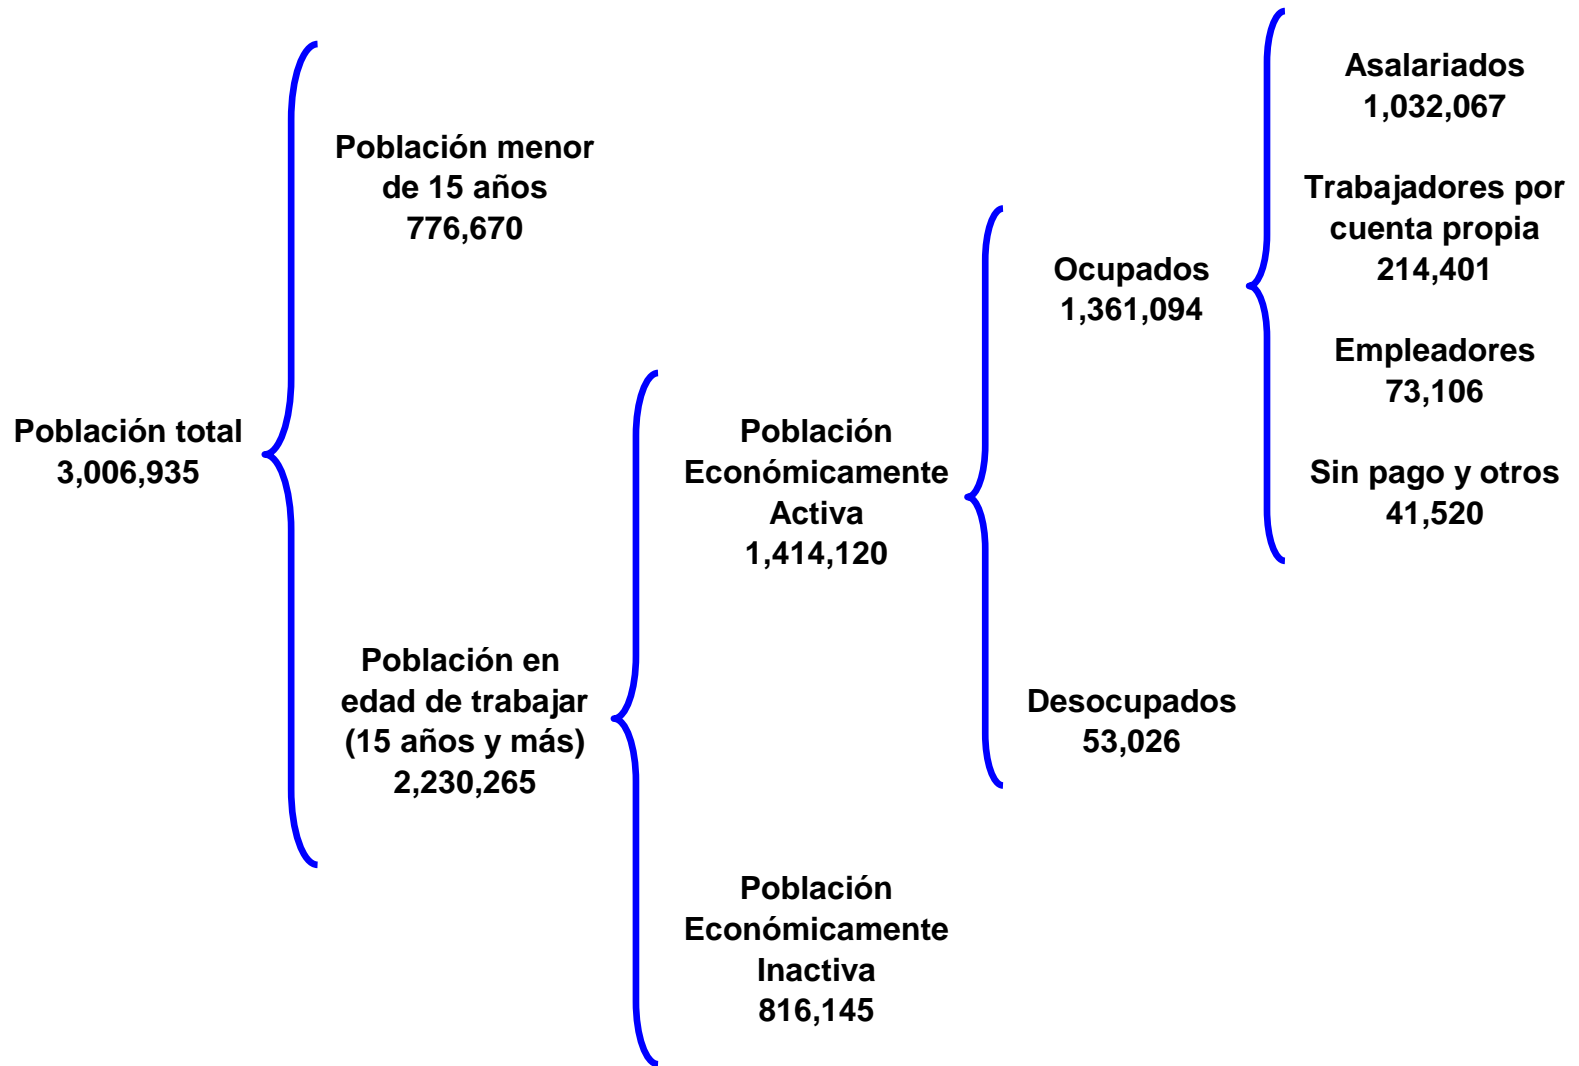 Población total
3,006,935
Población menor
de 15 años
776,670
Población en
edad de trabajar
(15 años y más)
2,230,265
Población
Económicamente
Activa
1,414,120
Población
Económicamente
Inactiva
816,145
Ocupados
1,361,094
Desocupados
53,026
Asalariados
1,032,067
Trabajadores por
cuenta propia
214,401
Empleadores
73,106
Sin pago y otros
41,520